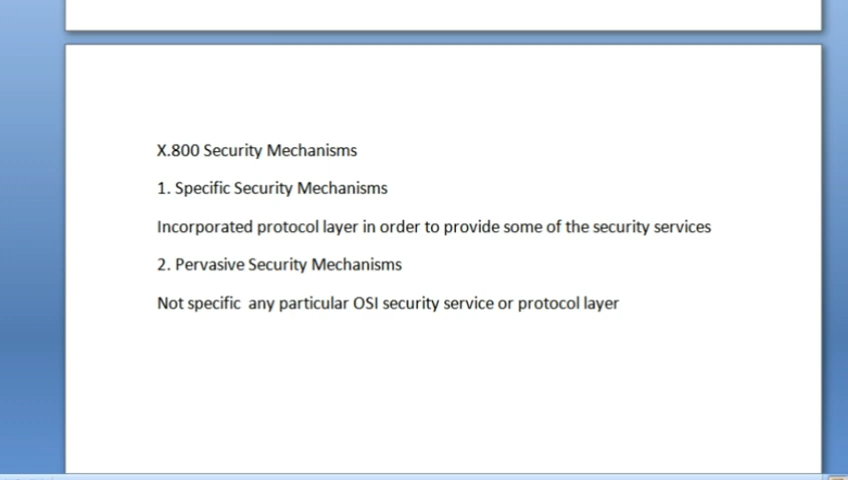 X.800 Security Mechanisms
1. Specific Security Mechanisms
Incorporated protocol layer in order to provide some of the security services
2. Pervasive Security Mechanisms
Not specific  any particular OSI security service or protocol layer